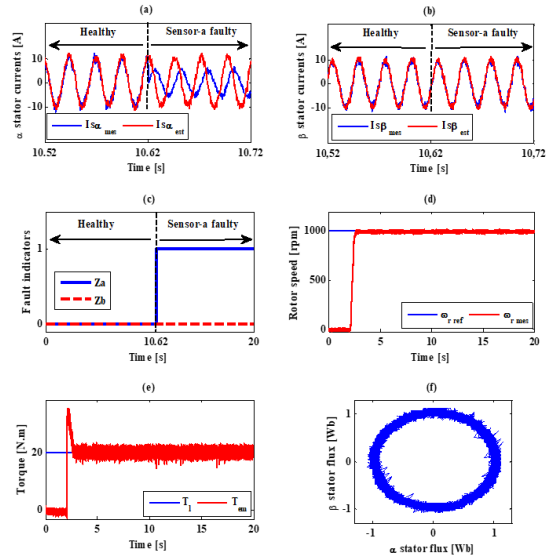 (a)
Healthy
Sensor-a faulty
α stator currents [A]
10
0
-10
Isα mes
Isα est
10.52
10.62
10.72
Time [s]
(b)
Healthy
Sensor-a faulty
β stator currents [A]
10
0
-10
Isβ mes
Isβ est
10,52
10,62
10,72
Time [s]
(c)
Healthy
Sensor-a faulty
Fault indicators
1
0
Za
Zb
0
10.62
20
Time [s]
(d)
Rotor speed [rpm]
1000
500
0
ω r ref
ω r mes
0
5
10
15
20
Time [s]
(e)
Torque [N.m]
20
0
T l
T em
0
5
10
15
20
Time [s]
(f)
β stator flux [Wb]
1
0
-1
-1
0
1
α stator flux [Wb]